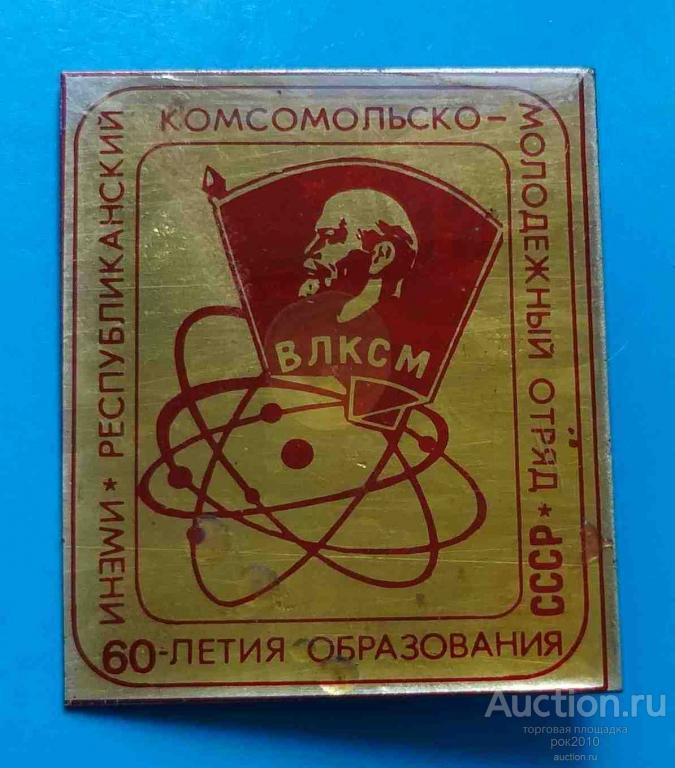 РЕСПУБЛИКАНСКИЙ
КОМСОМОЛЬСКО-
МОЛОДЕЖНЫЙ ОТРЯД *
ИМЕНИ *
60-ЛЕТИЯ ОБРАЗОВАНИЯ
СССР
ВЛКСМ
Auction.ru
торговая площадка
рок2010
auction.ru